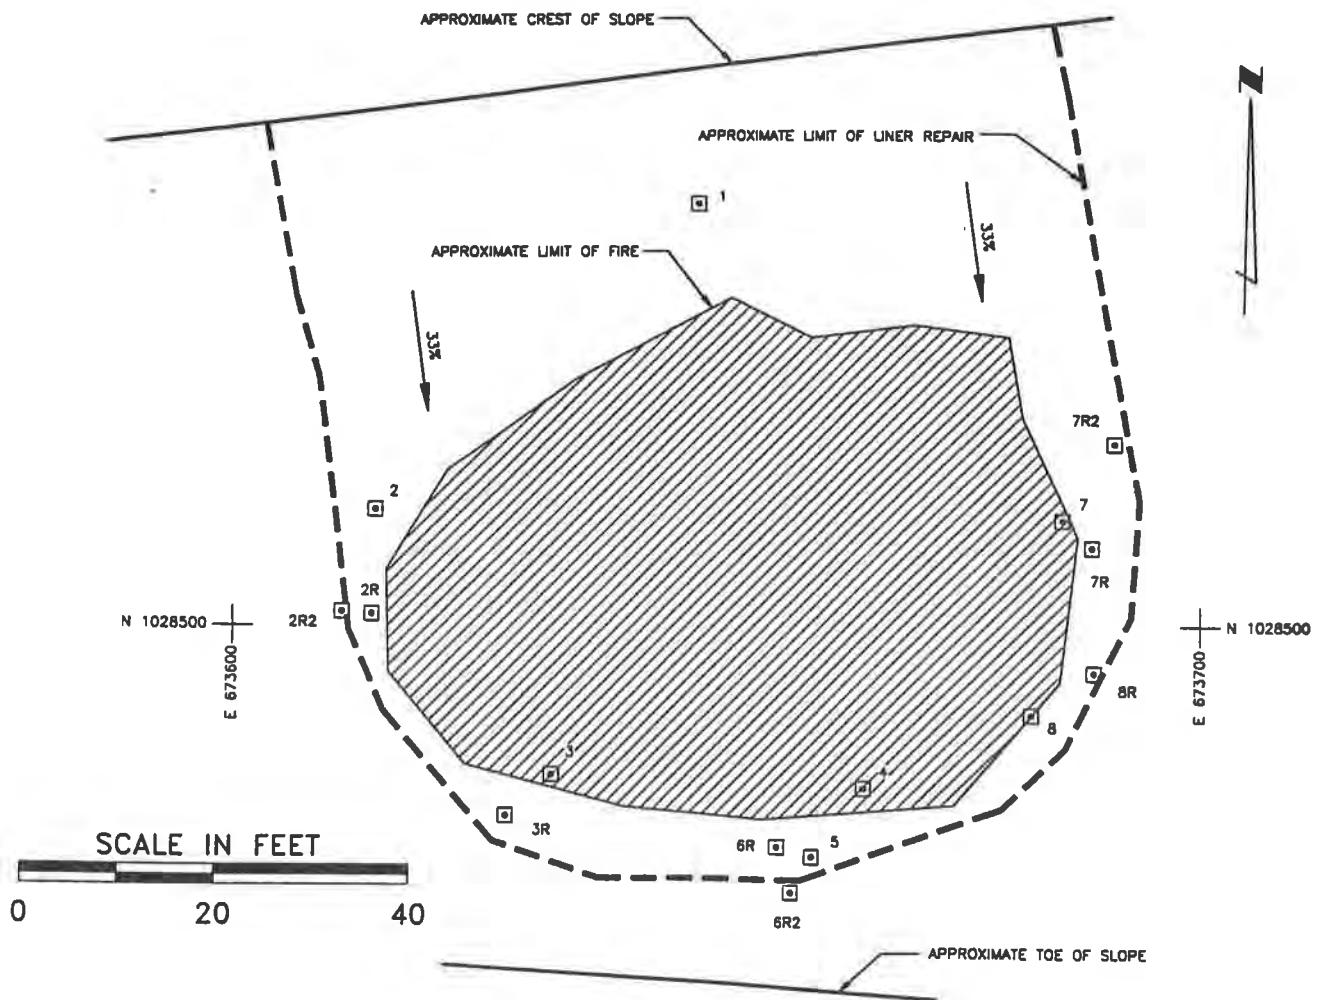 APPROXIMATE CREST OF SLOPE
N
APPROXIMATE LIMIT OF LINER REPAIR
1
33%
APPROXIMATE LIMIT OF FIRE
33%
7R2
2
7
7R
2R
2R2
N 1028500
N 1028500
E 673600
E 673700
8R
8
3
4
3R
6R
5
6R2
SCALE IN FEET
0 20 40
APPROXIMATE TOE OF SLOPE